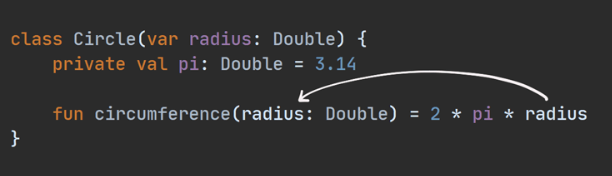 class Circle(var radius: Double) {
    private val pi: Double = 3.14
    fun circumference(radius: Double) = 2 * pi * radius
}